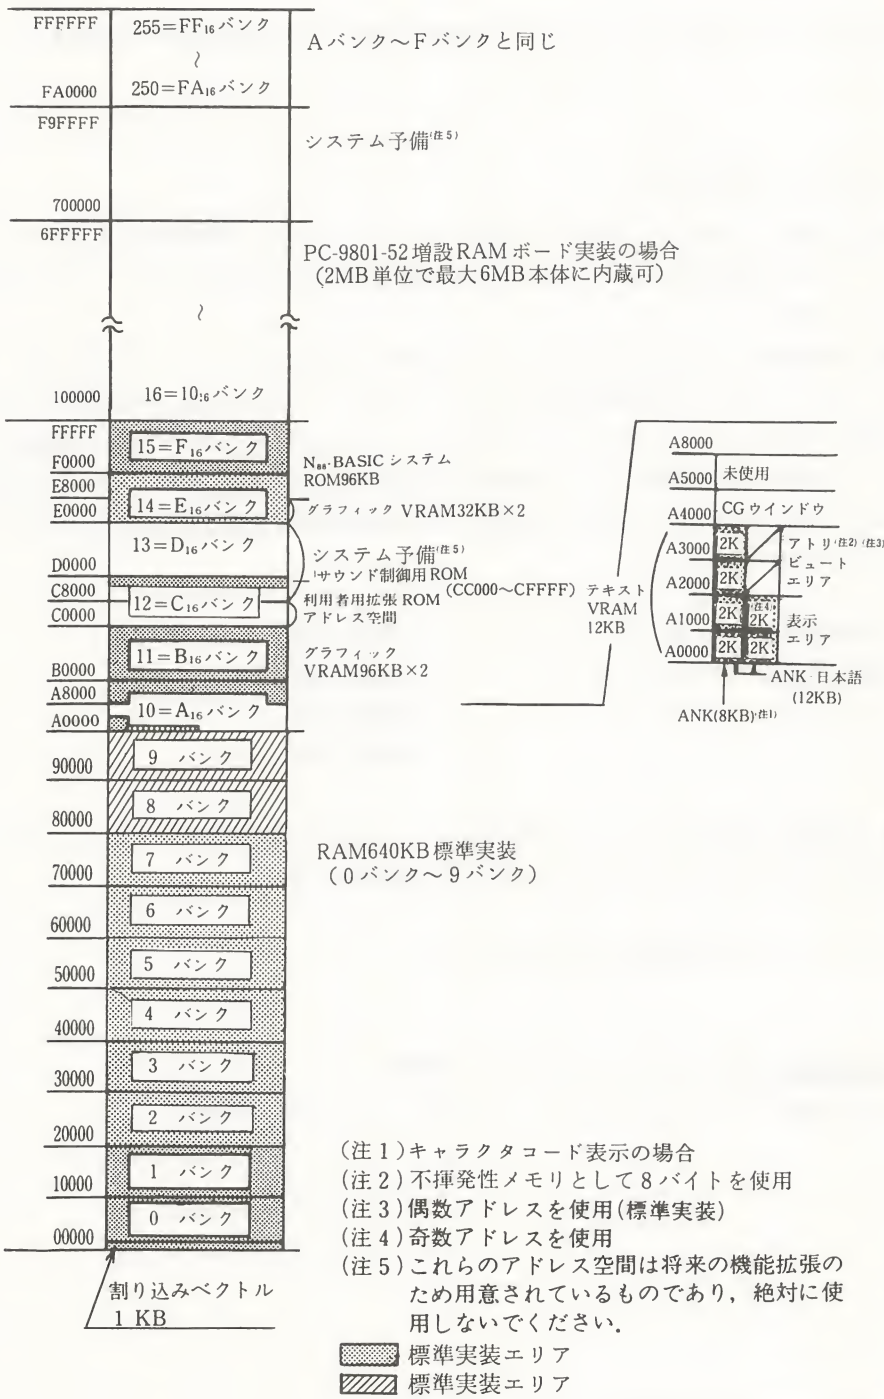 FFFFFF 255=FF₁₆バンク
～
FA0000 250=FA₁₆バンク
Aバンク～Fバンクと同じ
F9FFFF
システム予備(注5)
700000
6FFFFF
PC-9801-52増設RAMボード実装の場合
(2MB単位で最大6MB本体に内蔵可)
～
100000 16=10₁₆バンク
FFFFF
15=F₁₆バンク
F0000
N₈₈-BASICシステム
ROM96KB
E8000
14=E₁₆バンク
E0000
グラフィック VRAM32KB×2
13=D₁₆バンク
システム予備(注5)
D0000
サウンド制御用ROM
(CC000～CFFFF)
C8000
12=C₁₆バンク
利用者用拡張ROM
アドレス空間
C0000
11=B₁₆バンク
グラフィック
VRAM96KB×2
B0000
A8000
10=A₁₆バンク
A0000
9 バンク
90000
8 バンク
80000
7 バンク
70000
RAM640KB標準実装
(0バンク～9バンク)
6 バンク
60000
5 バンク
50000
4 バンク
40000
3 バンク
30000
2 バンク
20000
1 バンク
10000
0 バンク
00000
割り込みベクトル
1 KB
A8000
A5000 未使用
A4000 CGウインドウ
A3000 2K
A2000 2K
アトリ(注2)(注3)
ビュート
エリア
A1000 2K 2K(注4)
A0000 2K 2K
表示
エリア
テキスト
VRAM
12KB
ANK 日本語
(12KB)
ANK(8KB)(注1)
(注1)キャラクタコード表示の場合
(注2)不揮発性メモリとして8バイトを使用
(注3)偶数アドレスを使用(標準実装)
(注4)奇数アドレスを使用
(注5)これらのアドレス空間は将来の機能拡張の
ため用意されているものであり，絶対に使
用しないでください．
標準実装エリア
標準実装エリア